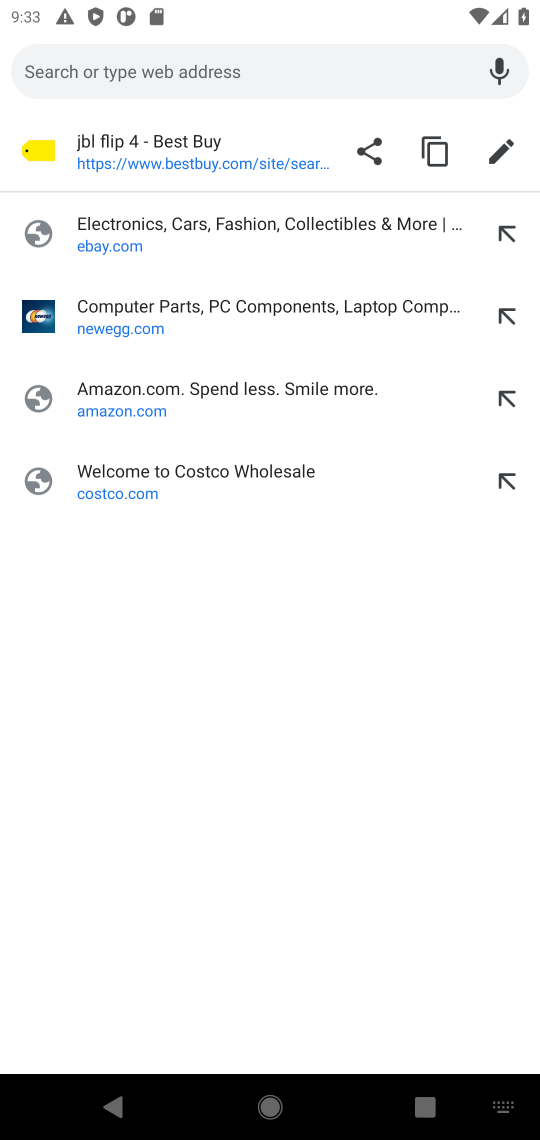 9:33
Search or type web address
jbl flip 4 - Best Buy
https://www.bestbuy.com/site/sear...
Electronics, Cars, Fashion, Collectibles & More | ...
ebay.com
Computer Parts, PC Components, Laptop Comp...
newegg.com
Amazon.com. Spend less. Smile more.
amazon.com
Welcome to Costco Wholesale
costco.com